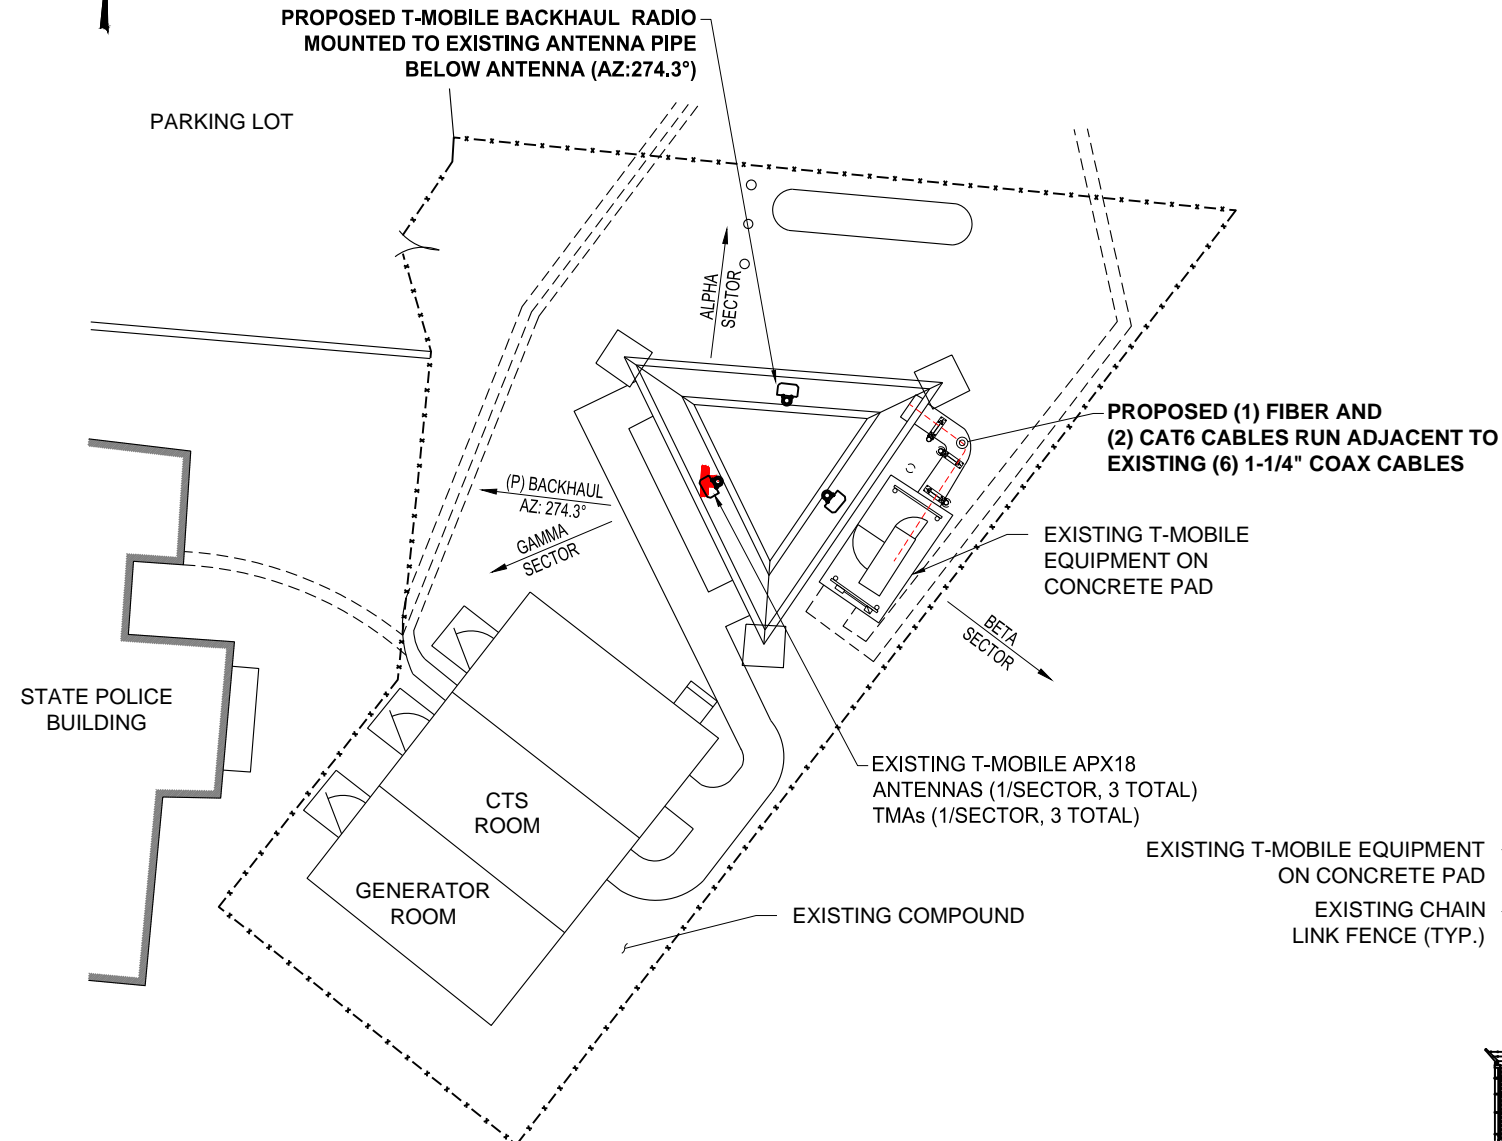 PROPOSED T-MOBILE BACKHAUL RADIO
MOUNTED TO EXISTING ANTENNA PIPE
BELOW ANTENNA (AZ:274.3°)
PARKING LOT
ALPHA
SECTOR
PROPOSED (1) FIBER AND
(2) CAT6 CABLES RUN ADJACENT TO
EXISTING (6) 1-1/4" COAX CABLES
(P) BACKHAUL
AZ: 274.3°
GAMMA
SECTOR
EXISTING T-MOBILE
EQUIPMENT ON
CONCRETE PAD
BETA
SECTOR
STATE POLICE
BUILDING
EXISTING T-MOBILE APX18
ANTENNAS (1/SECTOR, 3 TOTAL)
TMAs (1/SECTOR, 3 TOTAL)
CTS
ROOM
EXISTING T-MOBILE EQUIPMENT
ON CONCRETE PAD
GENERATOR
ROOM
EXISTING COMPOUND
EXISTING CHAIN
LINK FENCE (TYP.)